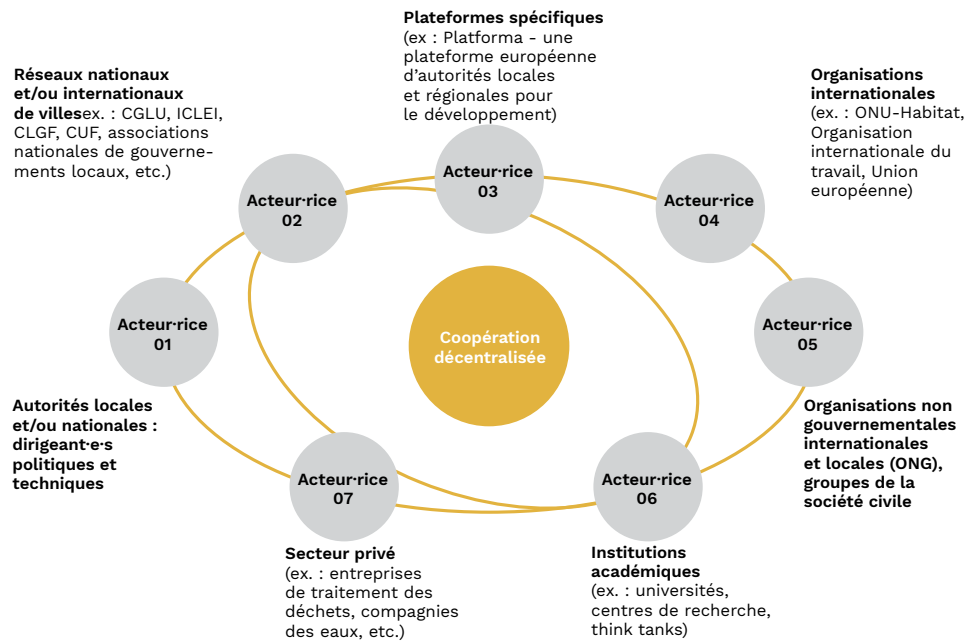 Plateformes spécifiques
(ex : Platforma - une
plateforme européenne
d'autorités locales
et régionales pour
le développement)
Réseaux nationaux
et/ou internationaux
de villesex. : CGLU, ICLEI,
CLGF, CUF, associations
nationales de gouverne-
ments locaux, etc.)
Organisations
internationales
(ex. : ONU-Habitat,
Organisation
internationale du
travail, Union
européenne)
Acteur·rice
03
Acteur·rice
02
Acteur·rice
04
Acteur·rice
01
Coopération
décentralisée
Acteur·rice
05
Autorités locales
et/ou nationales :
dirigeant·e·s
politiques et
techniques
Organisations non
gouvernementales
internationales
et locales (ONG),
groupes de la
société civile
Acteur·rice
07
Acteur·rice
06
Secteur privé
(ex. : entreprises
de traitement des
déchets, compagnies
des eaux, etc.)
Institutions
académiques
(ex. : universités,
centres de recherche,
think tanks)